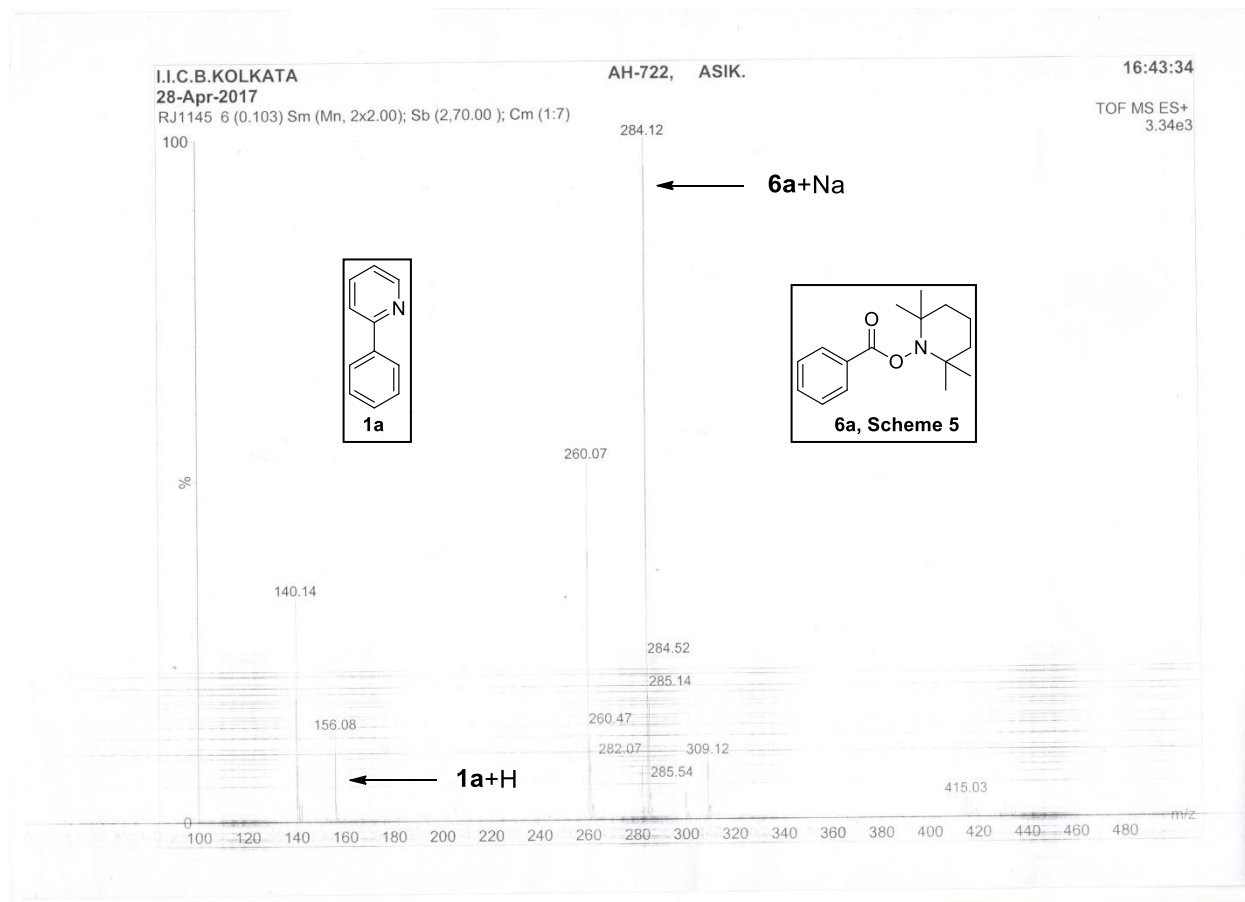 I.I.C.B.KOLKATA
AH-722, ASIK.
16:43:34
28-Apr-2017
RJ1145 6 (0.103) Sm (Mn, 2x2.00); Sb (2,70.00 ); Cm (1:7)
TOF MS ES+
3.34e3
100
284.12
6a+Na
N
1a
O
O
N
6a, Scheme 5
260.07
%
140.14
284.52
285.14
156.08
260.47
282.07
309.12
285.54
1a+H
415.03
0
m/z
100 120 140 160 180 200 220 240 260 280 300 320 340 360 380 400 420 440 460 480